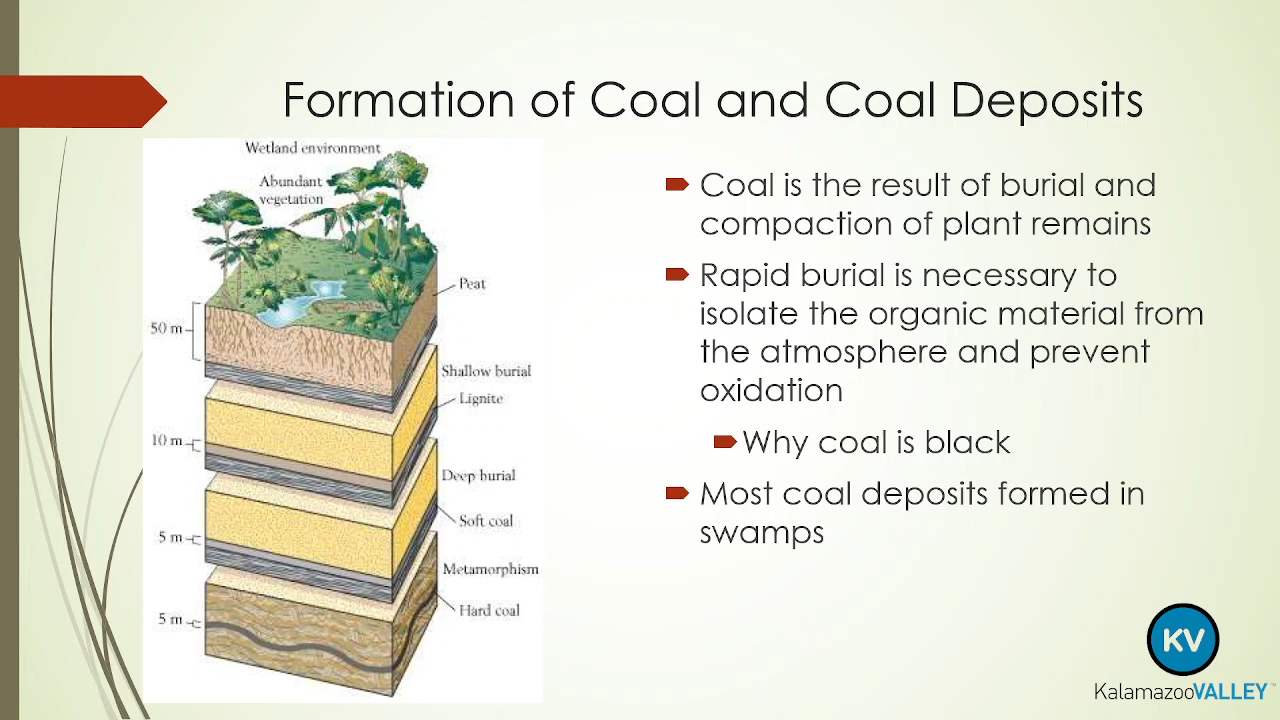 Formation of Coal and Coal Deposits
Wetland environment
Abundant
vegetation
Peat
50 m
Shallow burial
Lignite
10 m
Deep burial
Soft coal
5 m
Metamorphism
Hard coal
5 m
Coal is the result of burial and
compaction of plant remains
Rapid burial is necessary to
isolate the organic material from
the atmosphere and prevent
oxidation
Why coal is black
Most coal deposits formed in
swamps
KV
KalamazooVALLEY™